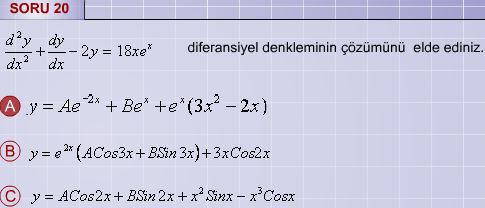 SORU 20
d²y/dx² + dy/dx - 2y = 18xeˣ diferansiyel denkleminin çözümünü elde ediniz.
A y = Ae⁻²ˣ + Beˣ + eˣ(3x² - 2x)
B y = e²ˣ(ACos3x + BSin3x) + 3xCos2x
C y = ACos2x + BSin2x + x²Sinx - x³Cosx